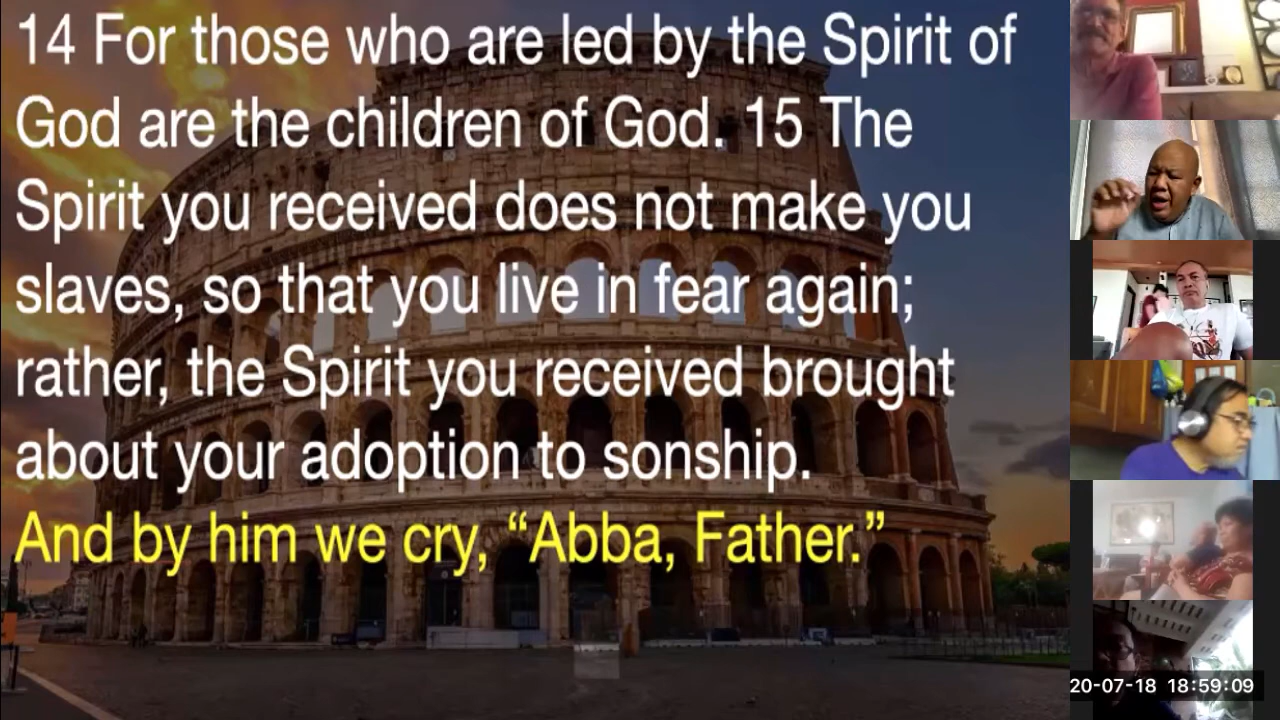 14 For those who are led by the Spirit of
God are the children of God. 15 The
Spirit you received does not make you
slaves, so that you live in fear again;
rather, the Spirit you received brought
about your adoption to sonship.
And by him we cry, “Abba, Father.”
20-07-18 18:59:09